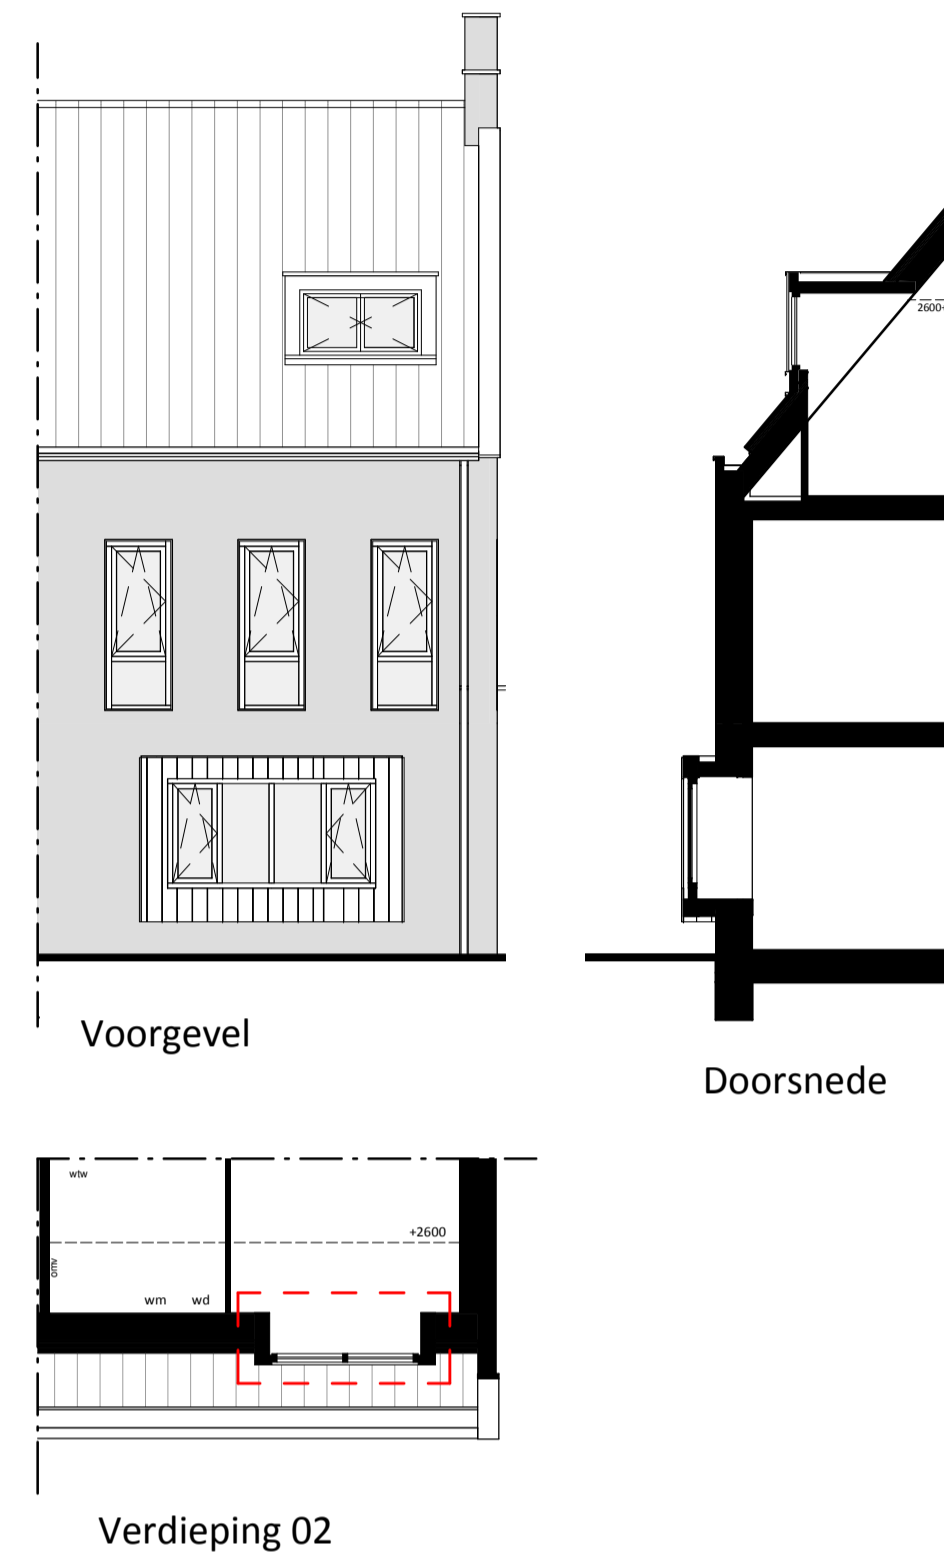 2600+
Voorgevel
Doorsnede
wtw
+2600
omv
wm wd
Verdieping 02